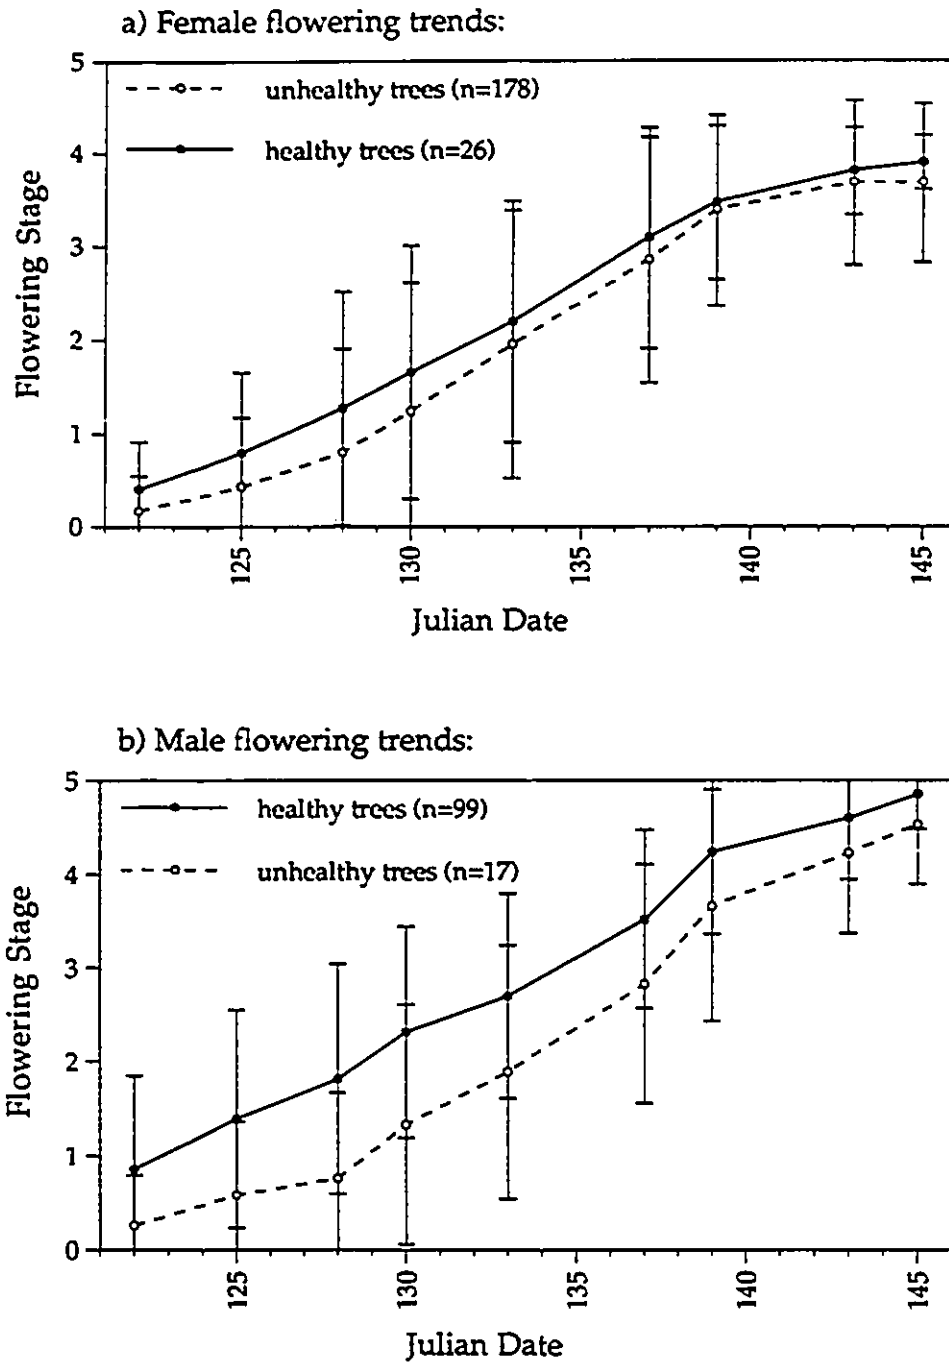 a) Female flowering trends:
5
unhealthy trees (n=178)
healthy trees (n=26)
4
3
2
1
0
Flowering Stage
125
130
135
140
145
Julian Date
b) Male flowering trends:
5
healthy trees (n=99)
unhealthy trees (n=17)
4
3
2
1
0
Flowering Stage
125
130
135
140
145
Julian Date